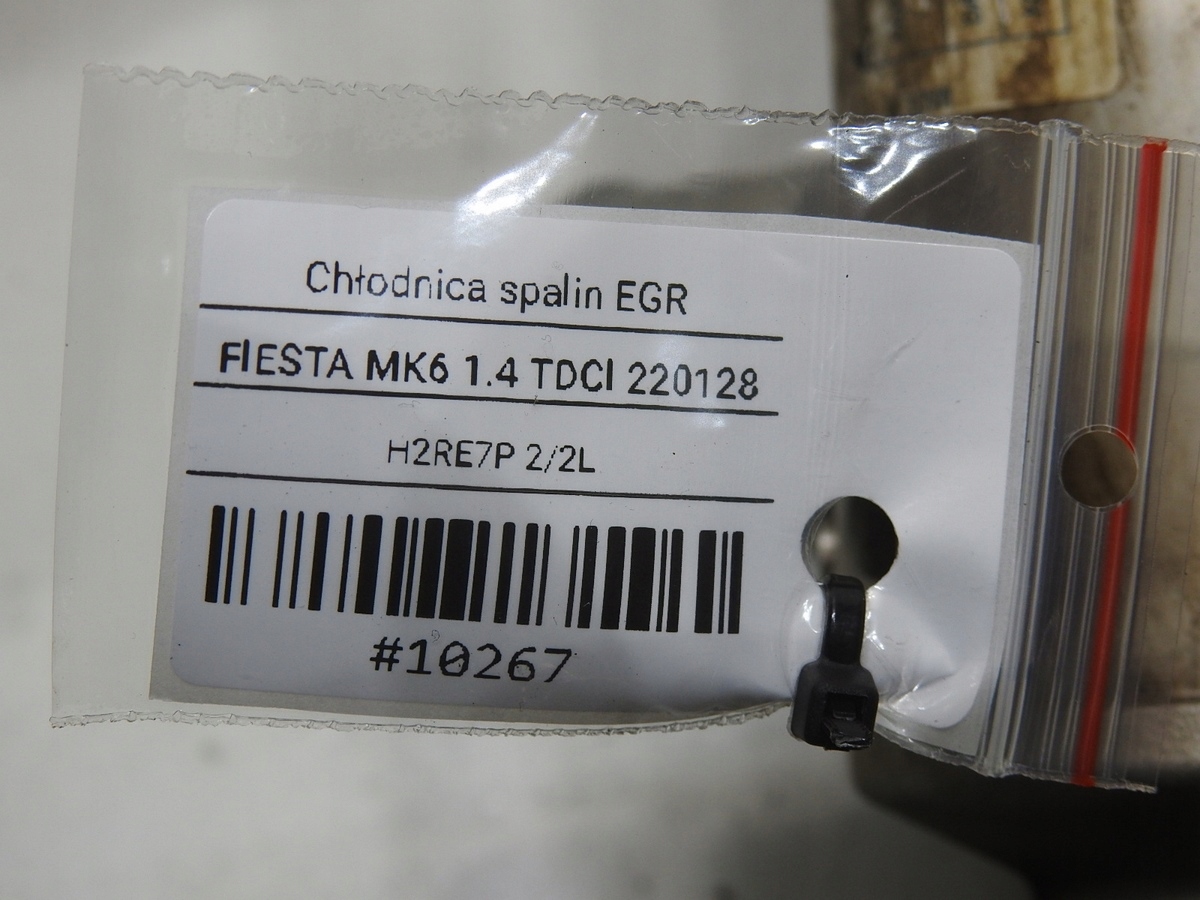 Chłodnica spalin EGR
FIESTA MK6 1.4 TDCI 220128
H2RE7P 2/2L
#10267